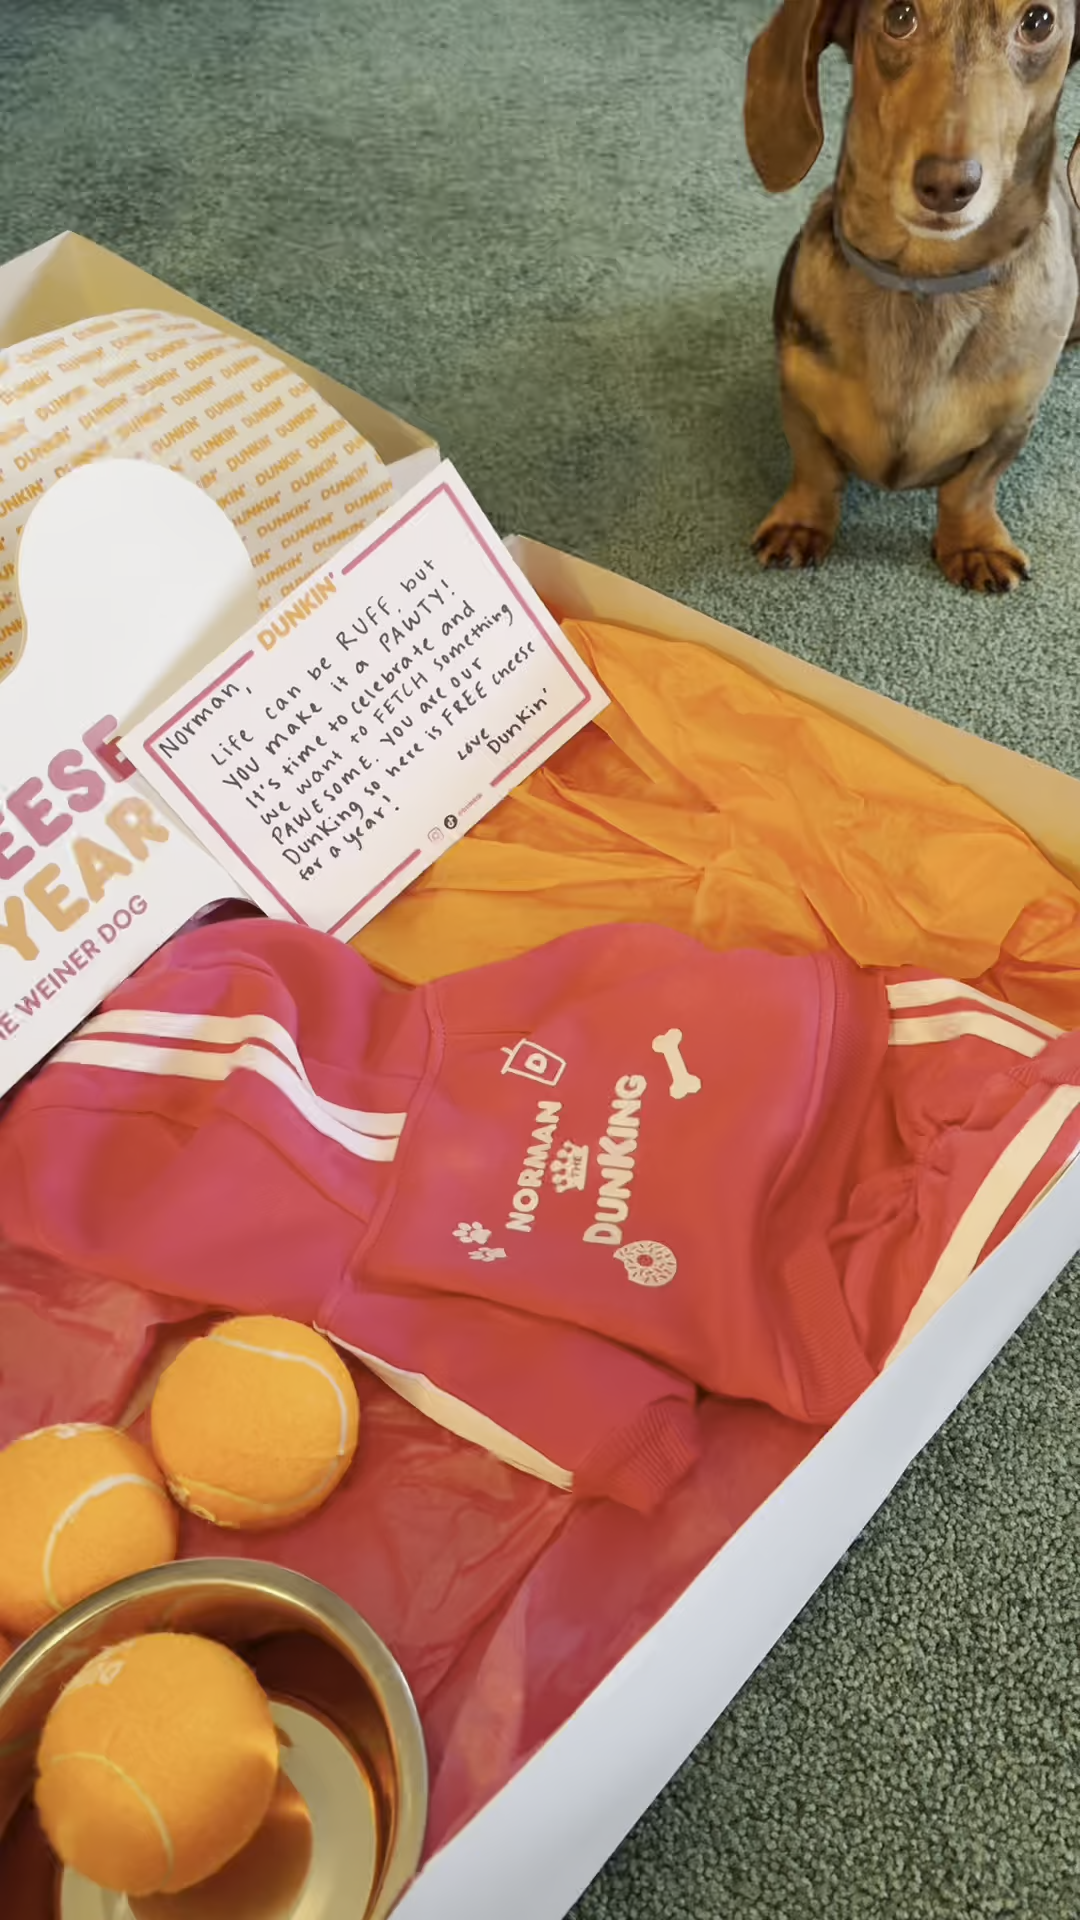 DUNKIN'
Norman,
Life can be RUFF, but
you make it a PAWTY!
It's time to celebrate and
we want to FETCH something
PAWESOME. You are our
DunKing so here is FREE cheese
for a year!
Love
Dunkin'
YEAR
WEINER DOG
D
NORMAN
THE
DUNKING